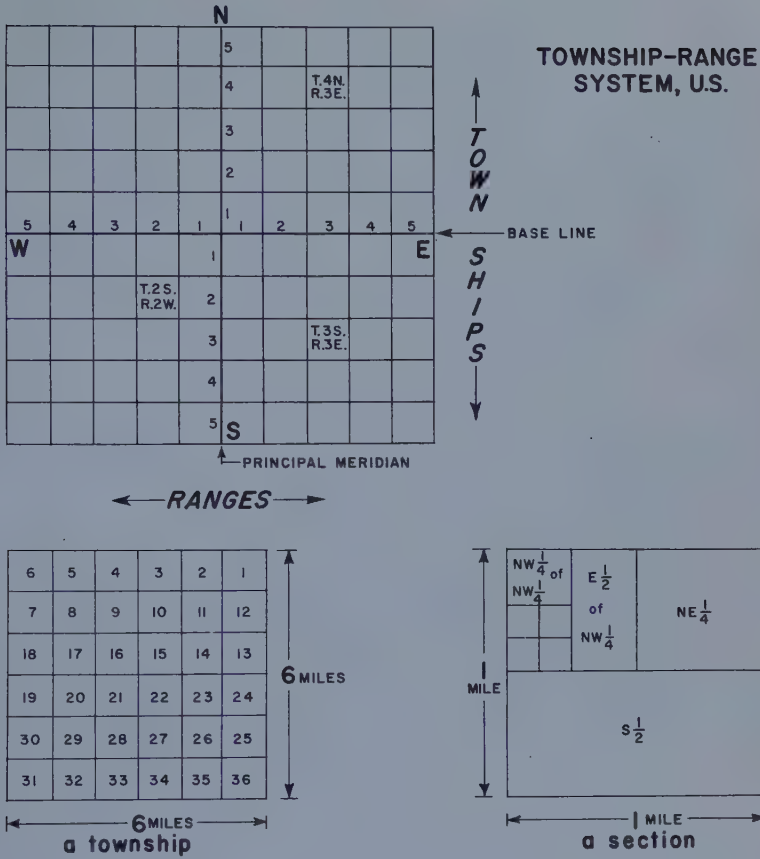 N
TOWNSHIP-RANGE
SYSTEM, U.S.
5
4
T.4N.
R.3E.
3
2
1
5 4 3 2 1 1 2 3 4 5
W
E
BASE LINE
TOWN SHIPS
1
T.2S.
R.2W.
2
3
T.3S.
R.3E.
4
5
S
PRINCIPAL MERIDIAN
RANGES
6 5 4 3 2 1
7 8 9 10 11 12
18 17 16 15 14 13
19 20 21 22 23 24
30 29 28 27 26 25
31 32 33 34 35 36
6 MILES
6 MILES
a township
NW 1/4 of
NW 1/4
E 1/2
of
NW 1/4
NE 1/4
S 1/2
1
MILE
1 MILE
a section